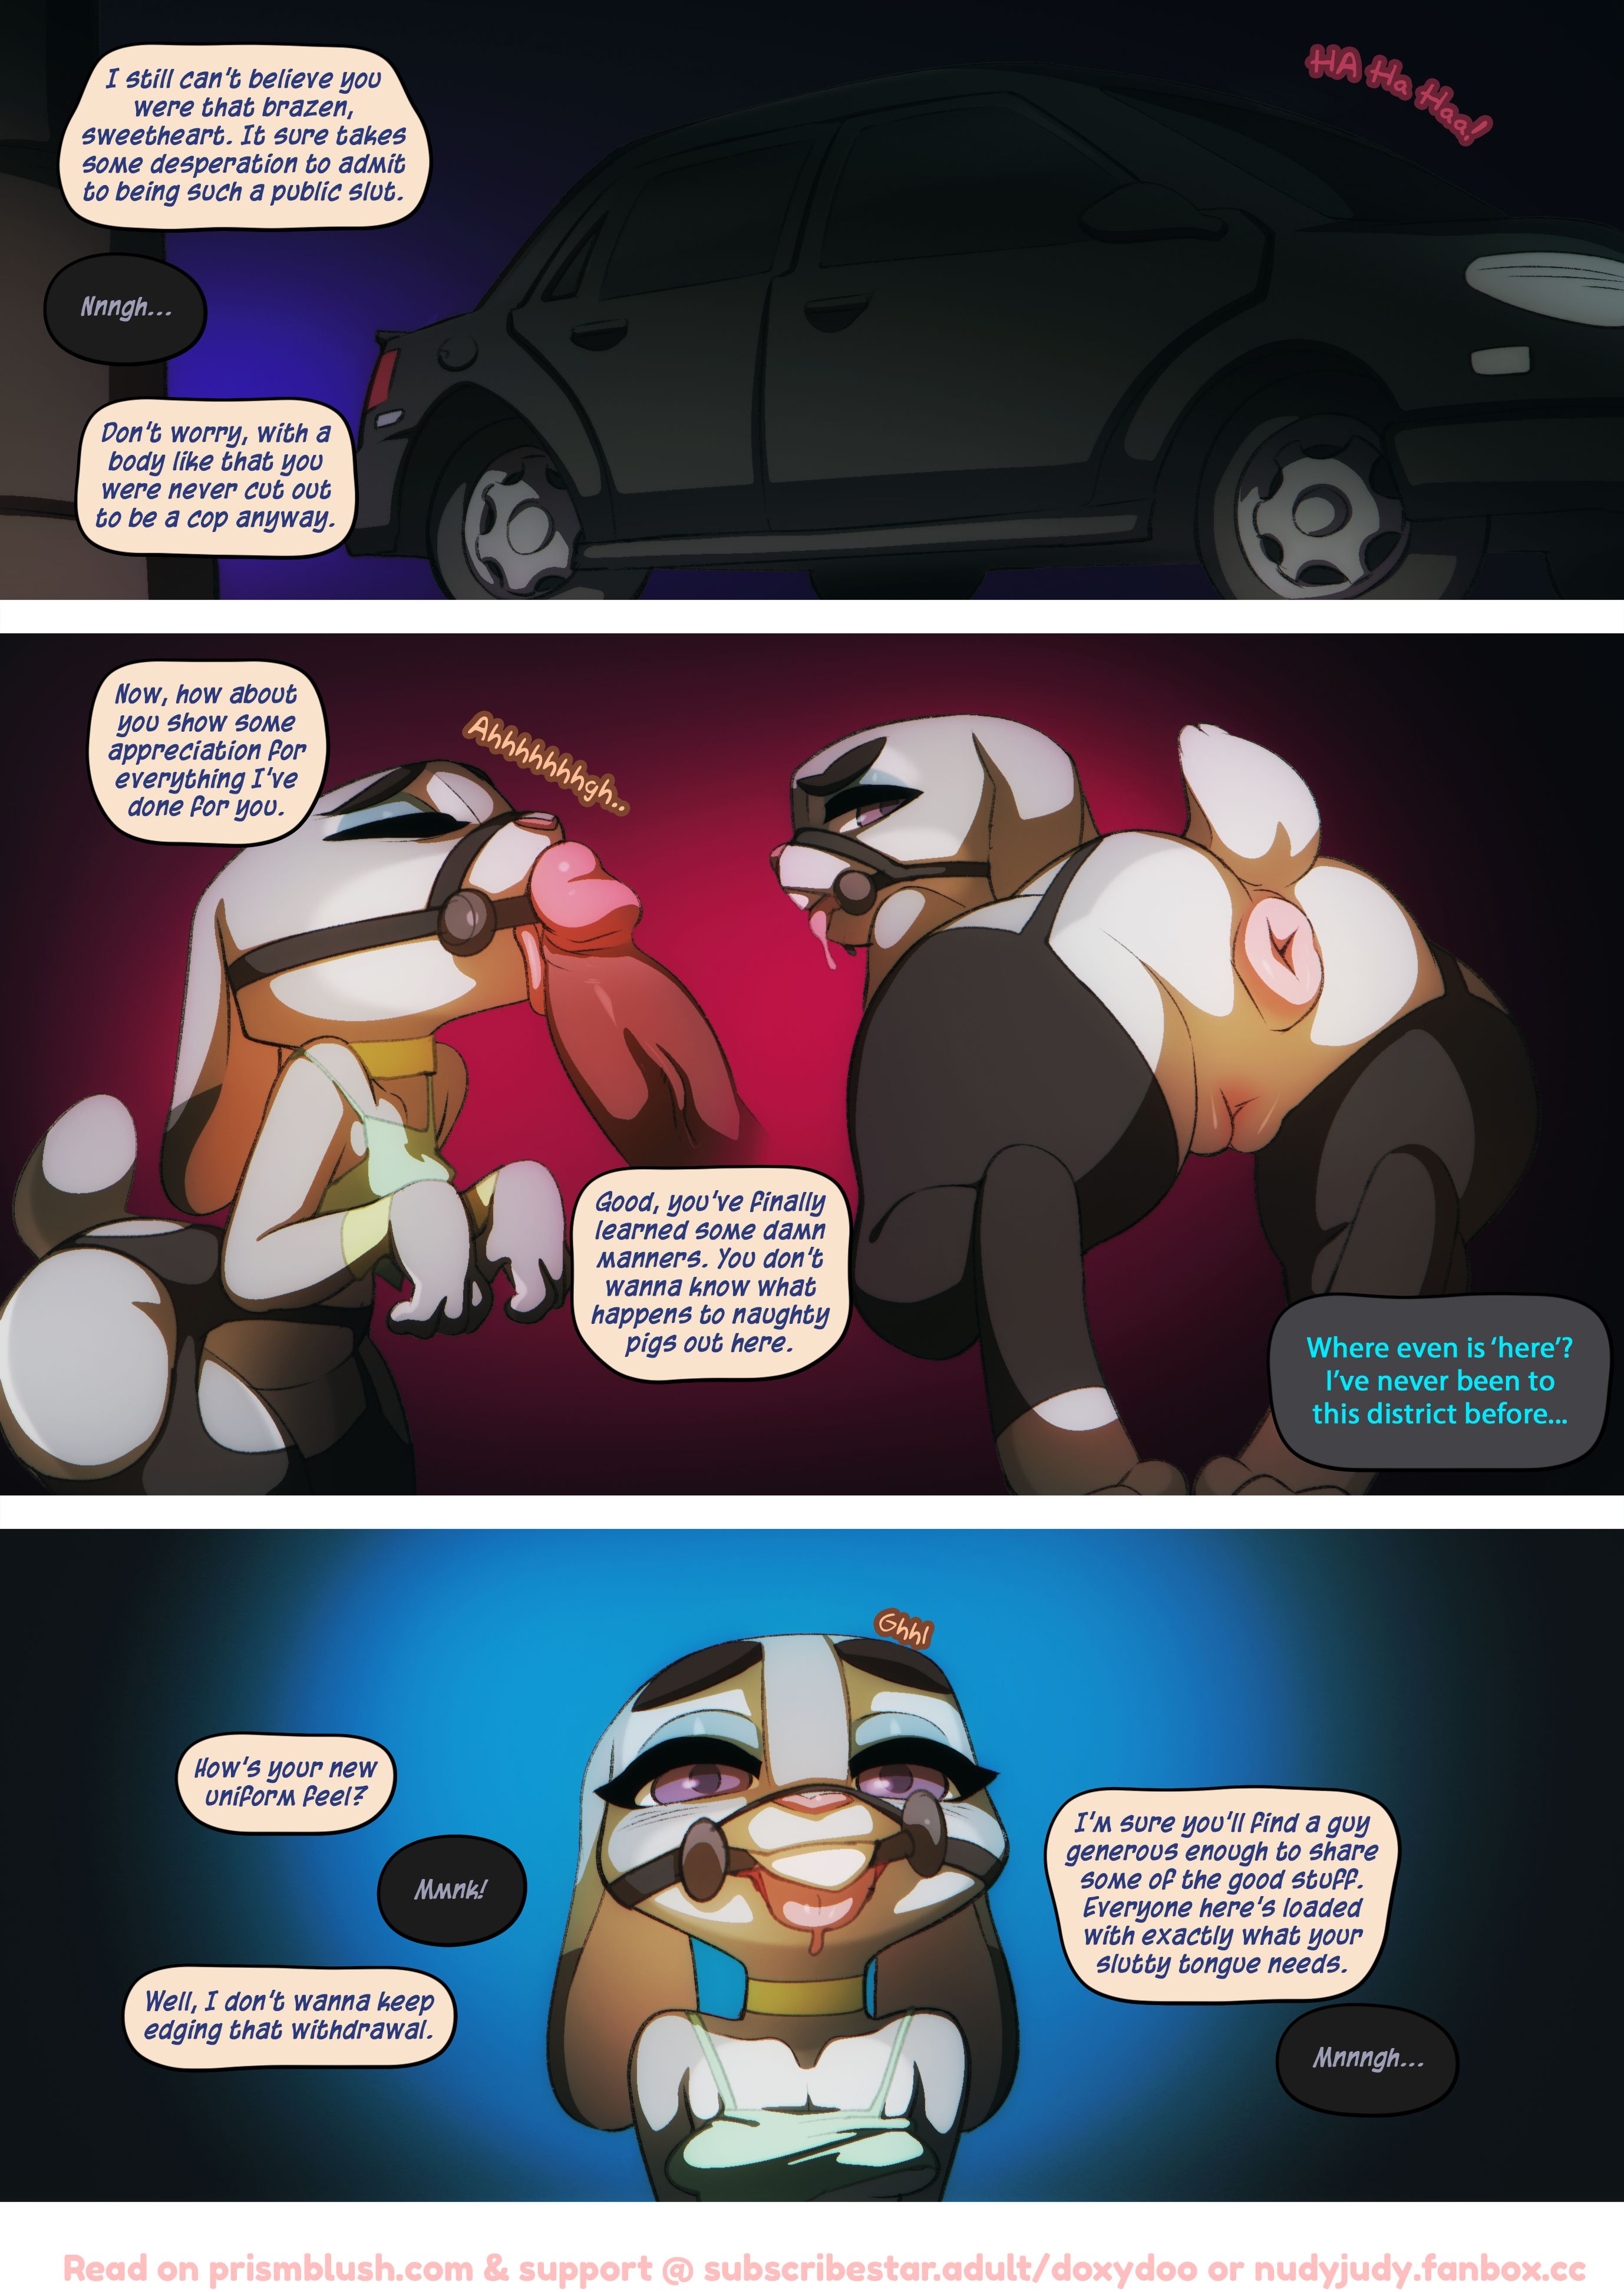 I still can't believe you
were that brazen,
sweetheart. It sure takes
some desperation to admit
to being such a public slut.
HA Ha Haa!
Nnngh...
Don't worry, with a
body like that you
were never cut out
to be a cop anyway.
Now, how about
you show some
appreciation for
everything I've
done for you.
Ahhhhhhhgh..
Good, you've finally
learned some damn
manners. You don't
wanna know what
happens to naughty
pigs out here.
Where even is 'here'?
I've never been to
this district before...
Ghhl
How's your new
uniform feel?
Mmnk!
Well, I don't wanna keep
edging that withdrawal.
I'm sure you'll find a guy
generous enough to share
some of the good stuff.
Everyone here's loaded
with exactly what your
slutty tongue needs.
Mnnngh...
Read on prismblush.com & support @ subscribestar.adult/doxydoo or nudyjudy.fanbox.cc